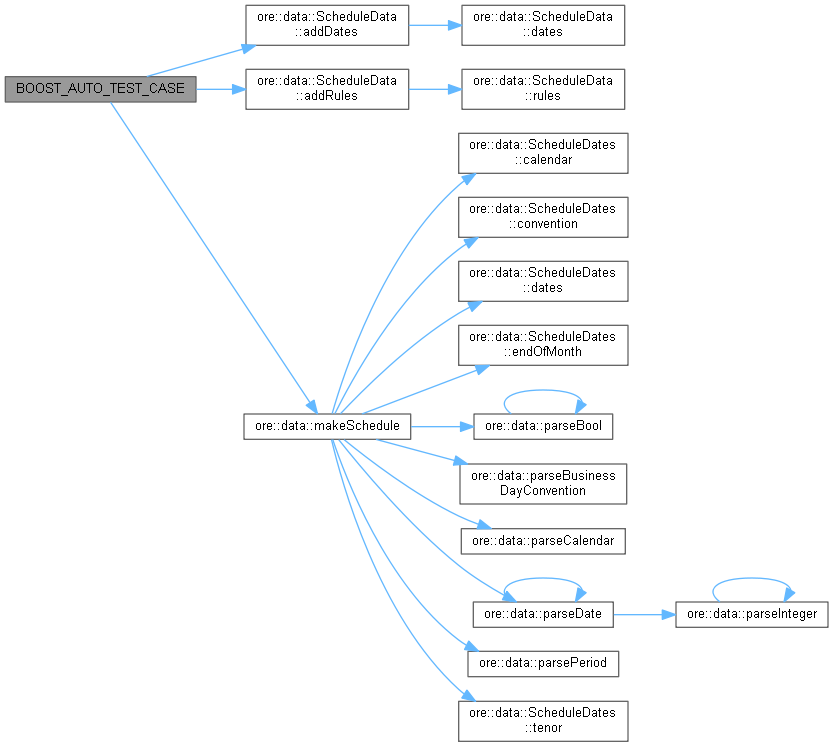 ore::data::ScheduleData
::addDates
ore::data::ScheduleData
::dates
BOOST_AUTO_TEST_CASE
ore::data::ScheduleData
::addRules
ore::data::ScheduleData
::rules
ore::data::ScheduleDates
::calendar
ore::data::ScheduleDates
::convention
ore::data::ScheduleDates
::dates
ore::data::ScheduleDates
::endOfMonth
ore::data::makeSchedule
ore::data::parseBool
ore::data::parseBusiness
DayConvention
ore::data::parseCalendar
ore::data::parseDate
ore::data::parseInteger
ore::data::parsePeriod
ore::data::ScheduleDates
::tenor